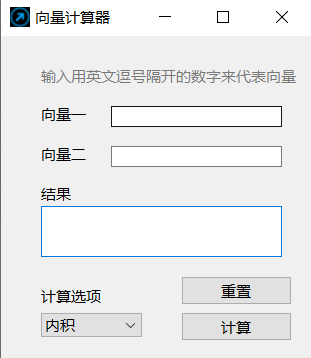 向量计算器
输入用英文逗号隔开的数字来代表向量
向量一
向量二
结果
计算选项
重置
内积
计算